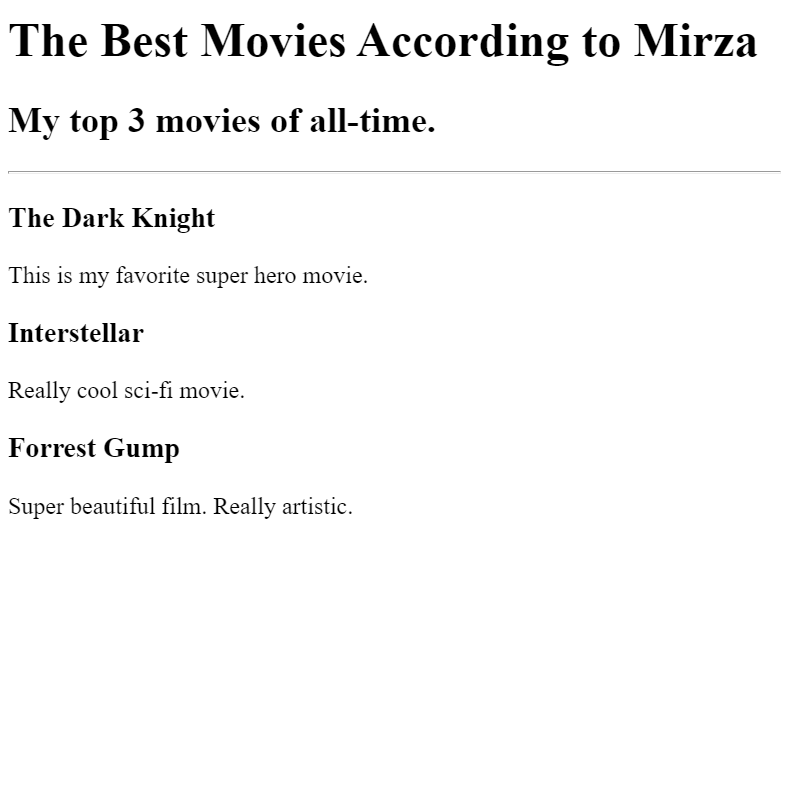 The Best Movies According to Mirza
My top 3 movies of all-time.
The Dark Knight
This is my favorite super hero movie.
Interstellar
Really cool sci-fi movie.
Forrest Gump
Super beautiful film. Really artistic.